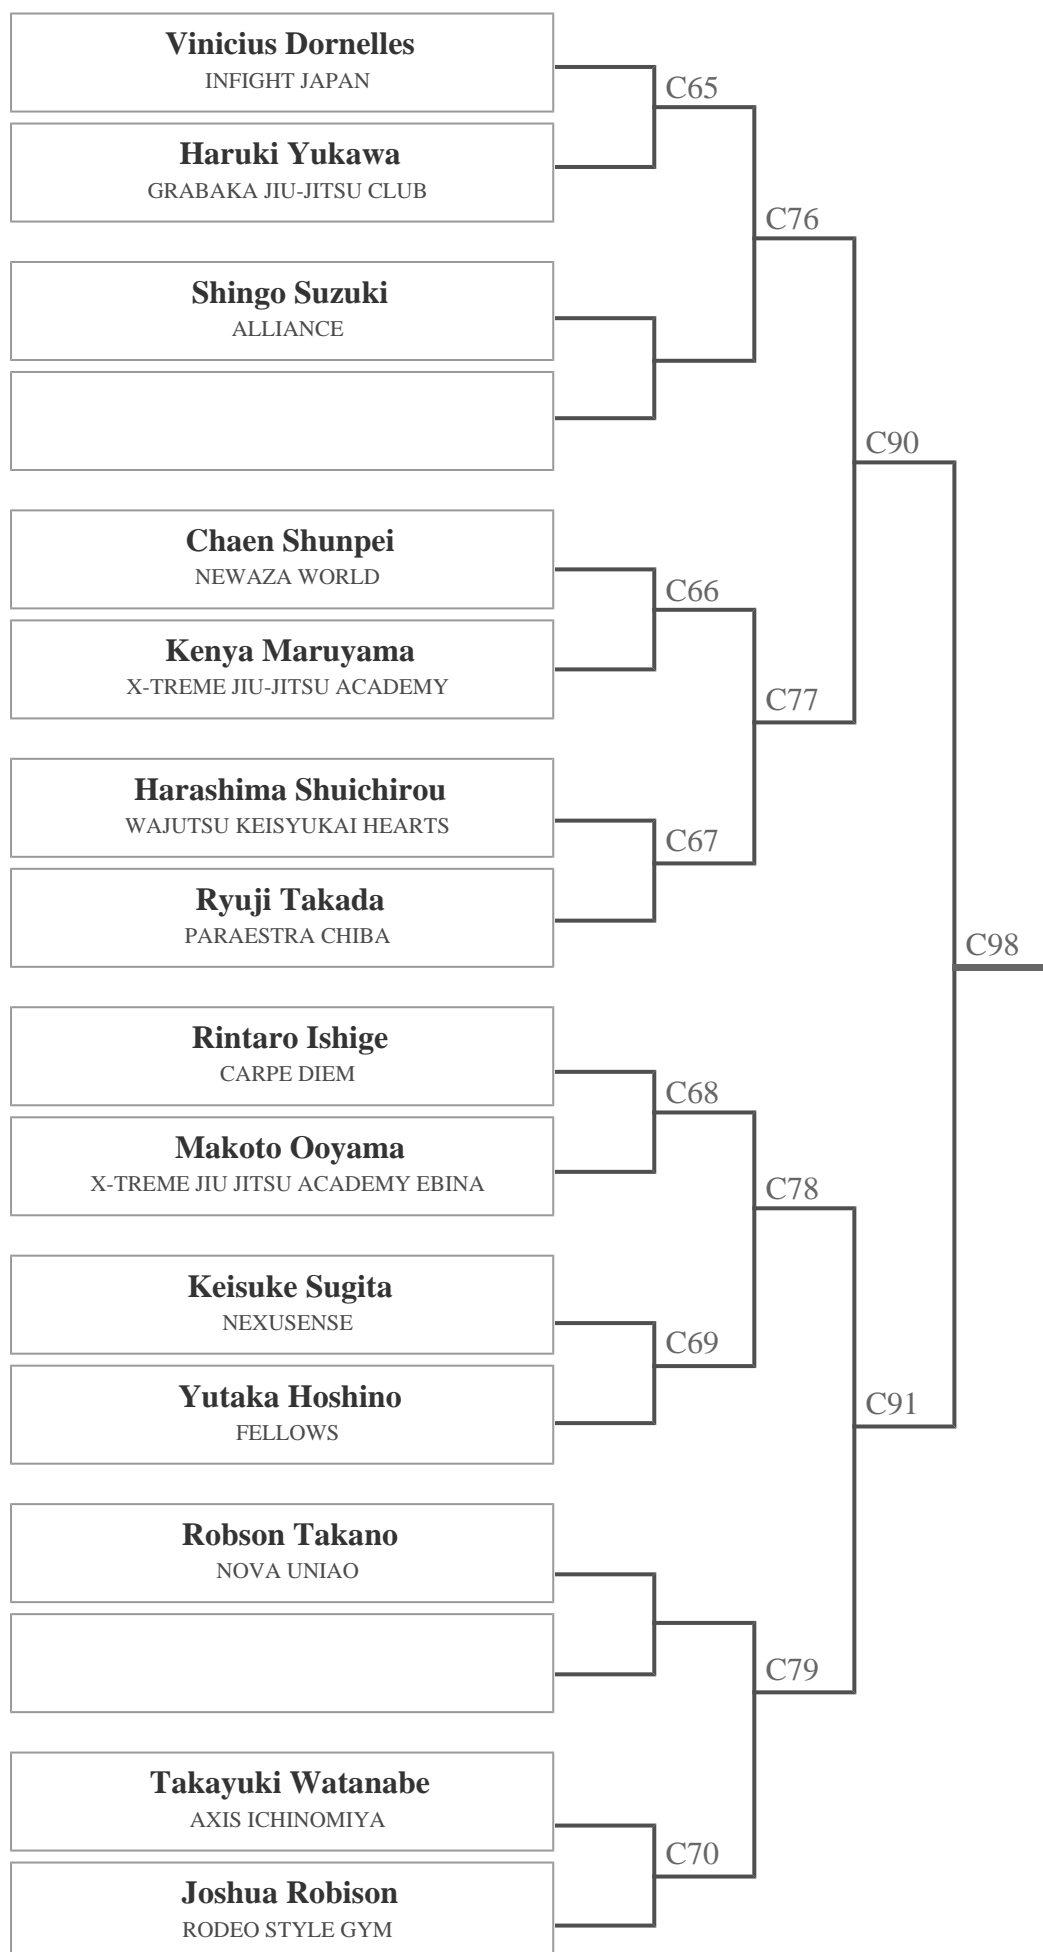 Vinicius Dornelles
INFIGHT JAPAN
C65
Haruki Yukawa
GRABAKA JIU-JITSU CLUB
C76
Shingo Suzuki
ALLIANCE
C90
Chaen Shunpei
NEWAZA WORLD
C66
Kenya Maruyama
X-TREME JIU-JITSU ACADEMY
C77
Harashima Shuichirou
WAJUTSU KEISYUKAI HEARTS
C67
Ryuji Takada
PARAESTRA CHIBA
C98
Rintaro Ishige
CARPE DIEM
C68
Makoto Ooyama
X-TREME JIU JITSU ACADEMY EBINA
C78
Keisuke Sugita
NEXUSENSE
C69
Yutaka Hoshino
FELLOWS
C91
Robson Takano
NOVA UNIAO
C79
Takayuki Watanabe
AXIS ICHINOMIYA
C70
Joshua Robison
RODEO STYLE GYM